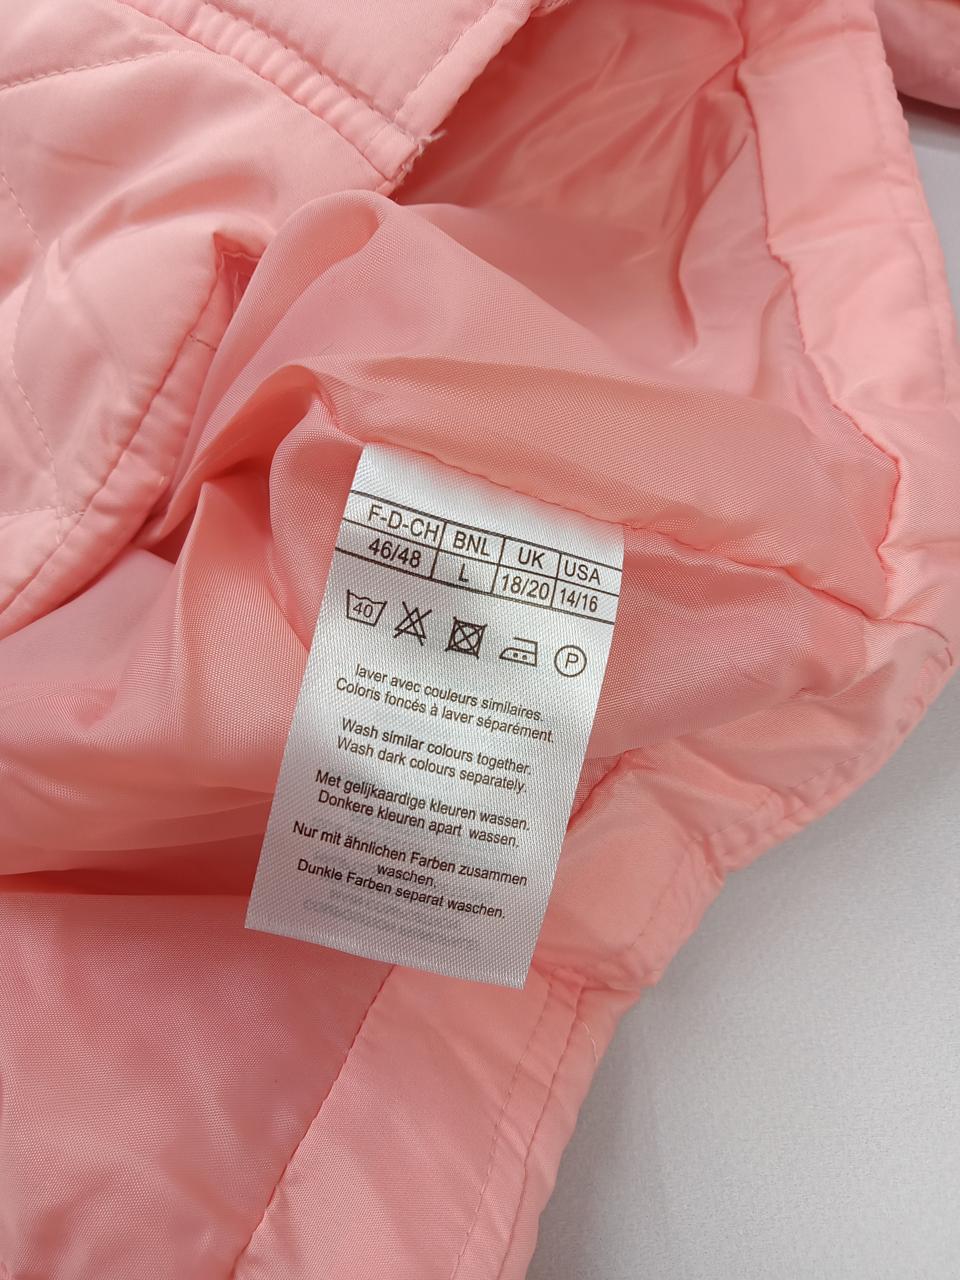 F-D-CH BNL UK USA
46/48 L 18/20 14/16
40 P
laver avec couleurs similaires.
Coloris foncés à laver séparément.
Wash similar colours together.
Wash dark colours separately.
Met gelijkaardige kleuren wassen.
Donkere kleuren apart wassen.
Nur mit ähnlichen Farben zusammen
waschen.
Dunkle Farben separat waschen.